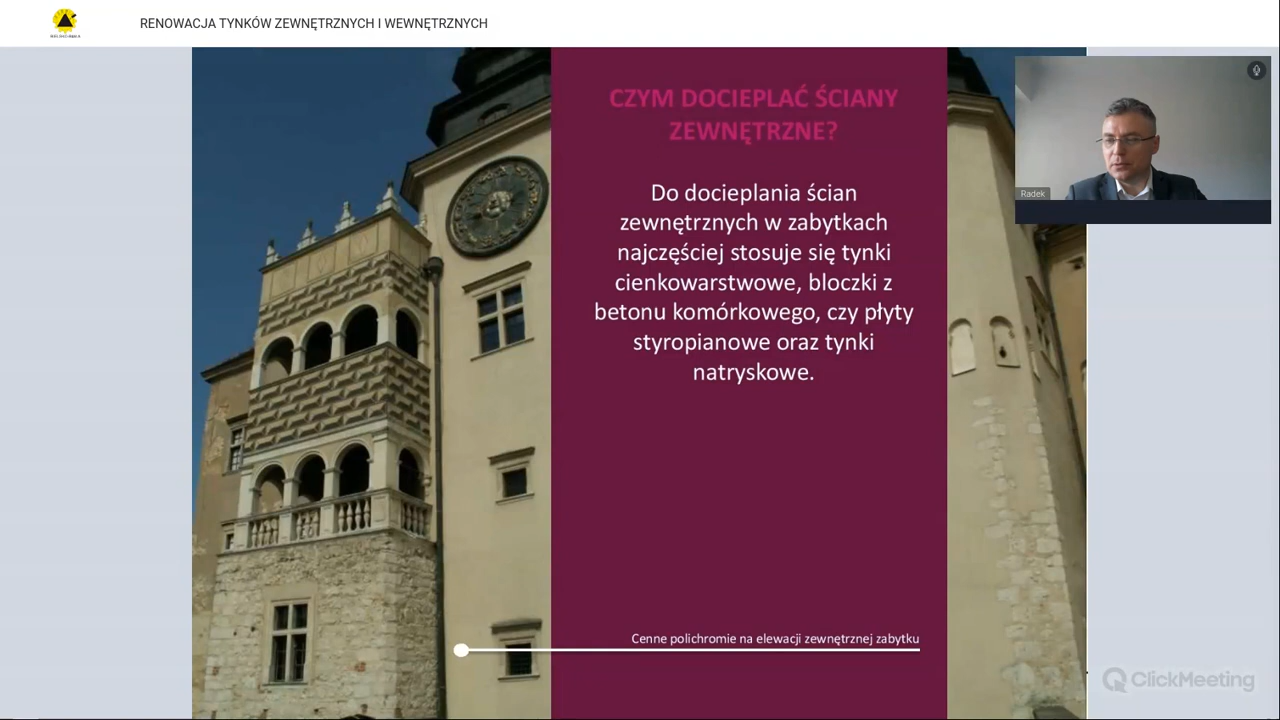 RENOWACJA TYNKÓW ZEWNĘTRZNYCH I WEWNĘTRZNYCH
CZYM DOCIEPLAĆ ŚCIANY
ZEWNĘTRZNE?
Do docieplania ścian
zewnętrznych w zabytkach
najczęściej stosuje się tynki
cienkowarstwowe, bloczki z
betonu komórkowego, czy płyty
styropianowe oraz tynki
natryskowe.
Cenne polichromie na elewacji zewnętrznej zabytku
Radek
ClickMeeting